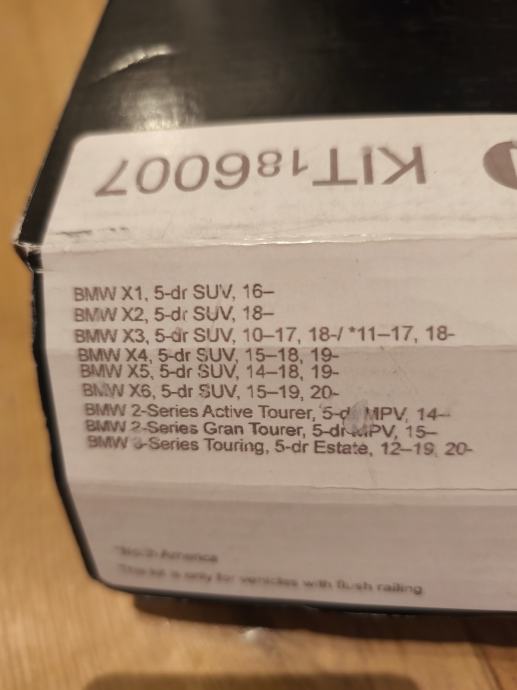 KIT186007
BMW X1, 5-dr SUV, 16–
BMW X2, 5-dr SUV, 18–
BMW X3, 5-dr SUV, 10–17, 18-/ *11–17, 18-
BMW X4, 5-dr SUV, 15–18, 19-
BMW X5, 5-dr SUV, 14–18, 19-
BMW X6, 5-dr SUV, 15–19, 20-
BMW 2-Series Active Tourer, 5-dr MPV, 14–
BMW 2-Series Gran Tourer, 5-dr MPV, 15–
BMW 3-Series Touring, 5-dr Estate, 12–19, 20-
*North America
This kit is only for vehicles with flush railing